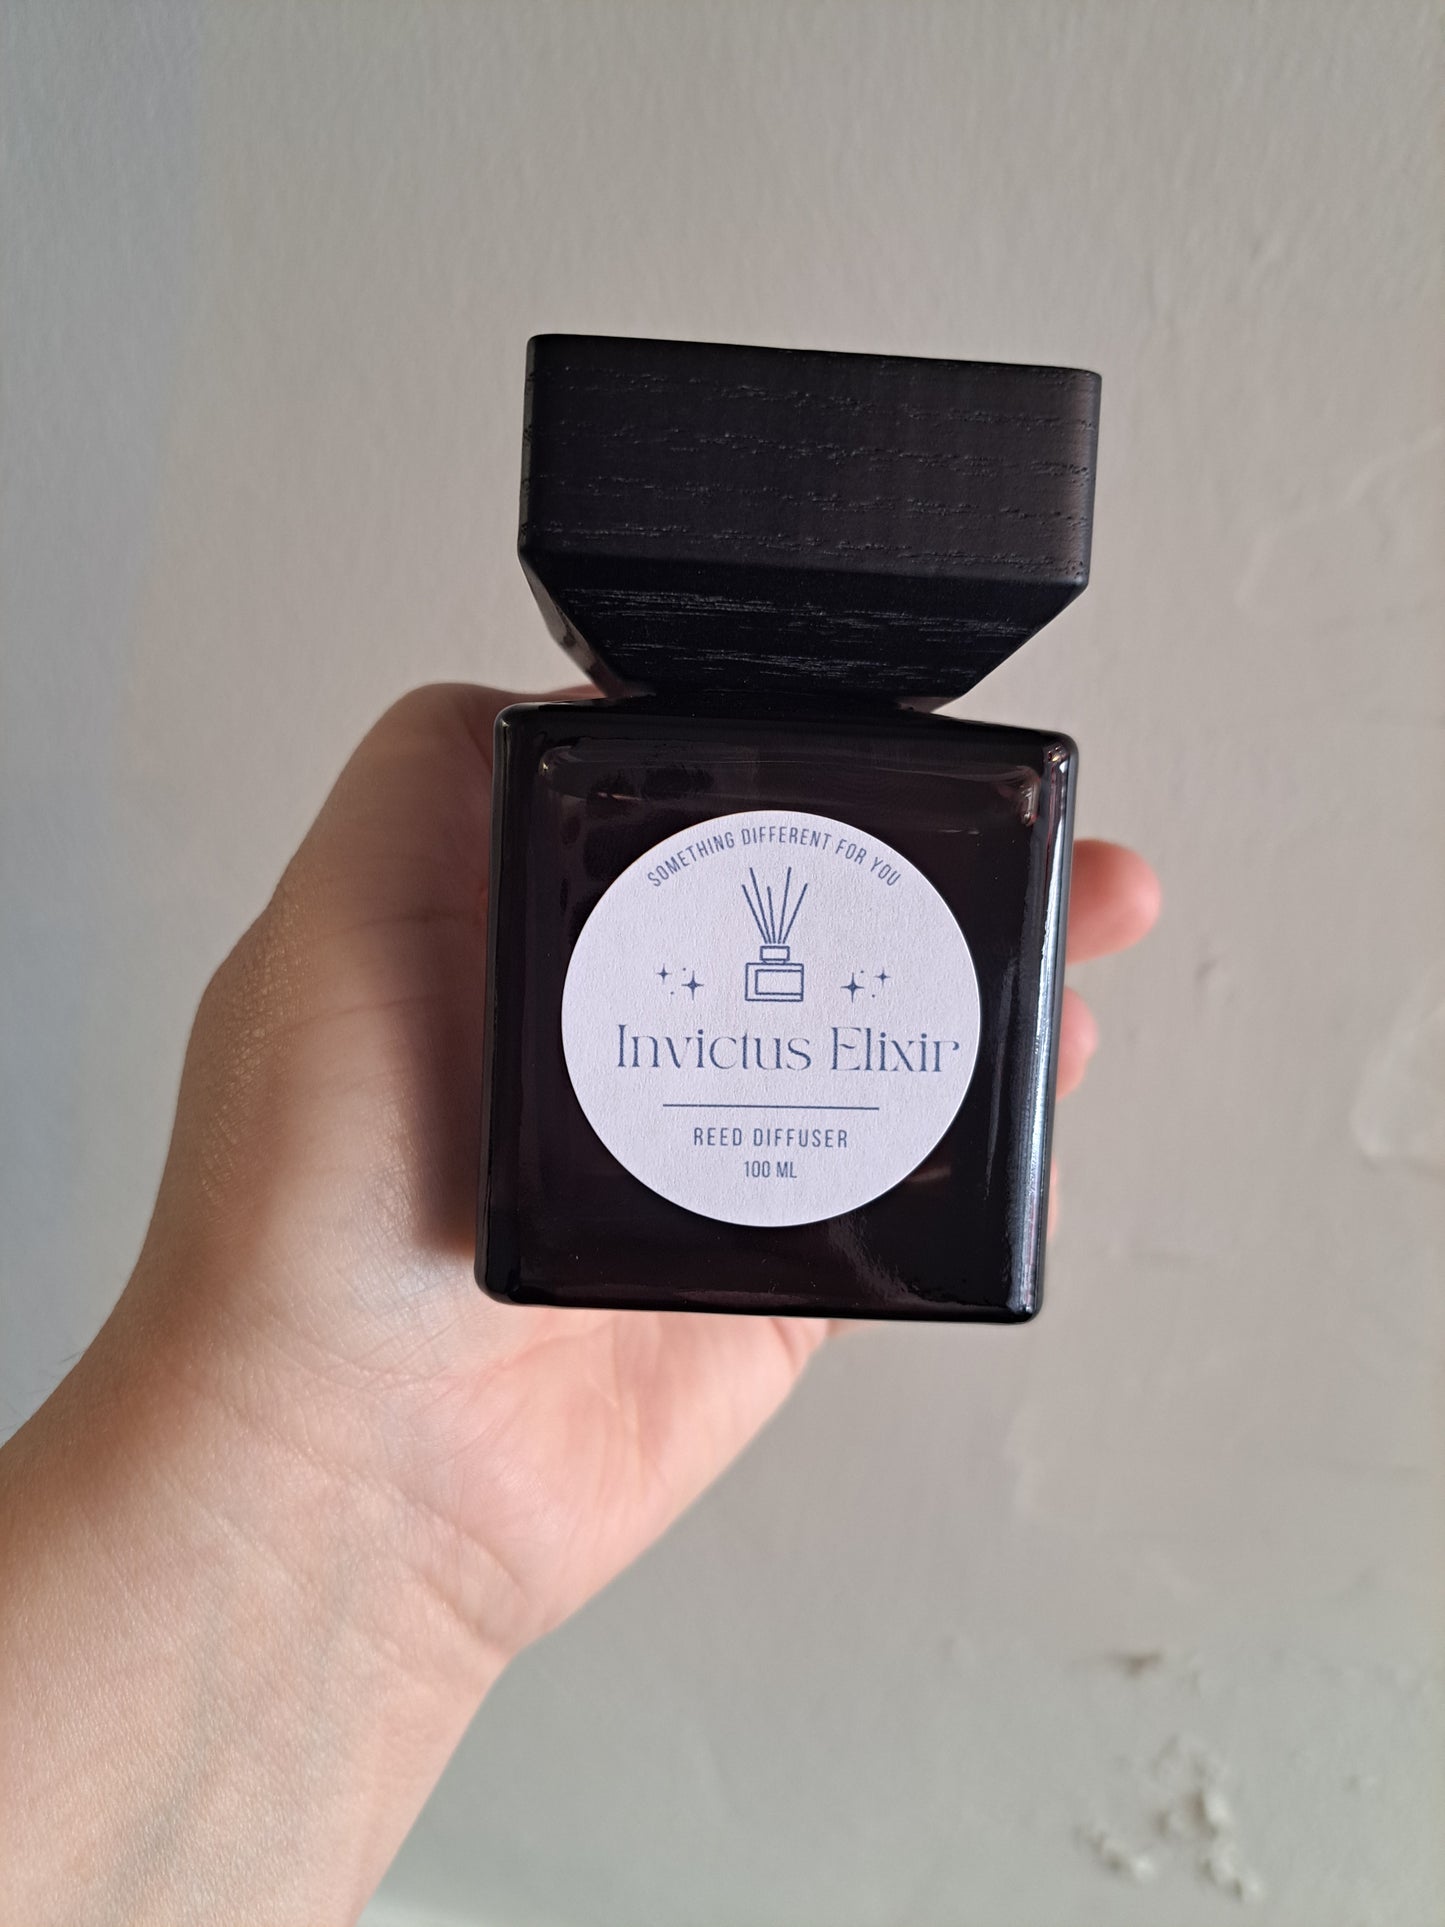 SOMETHING DIFFERENT FOR YOU
Invictus Elixir
REED DIFFUSER
100 ML